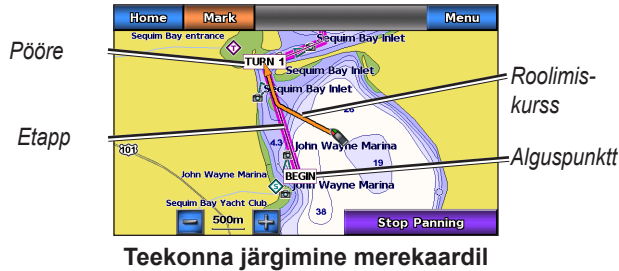 Home Mark Menu
Sequim Bay entrance
Sequim Bay Inlet
Pööre
TURN 1
Sequim Bay Inlet
Sequim Bay Inlet
Roolimis-
kurss
Etapp
4.3
John Wayne Marina
19
Alguspunktt
John Wayne Marina
BEGIN
John Wayne Marina
Sequim Bay Yacht Club
38
500m
Stop Panning
Teekonna järgimine merekaardil